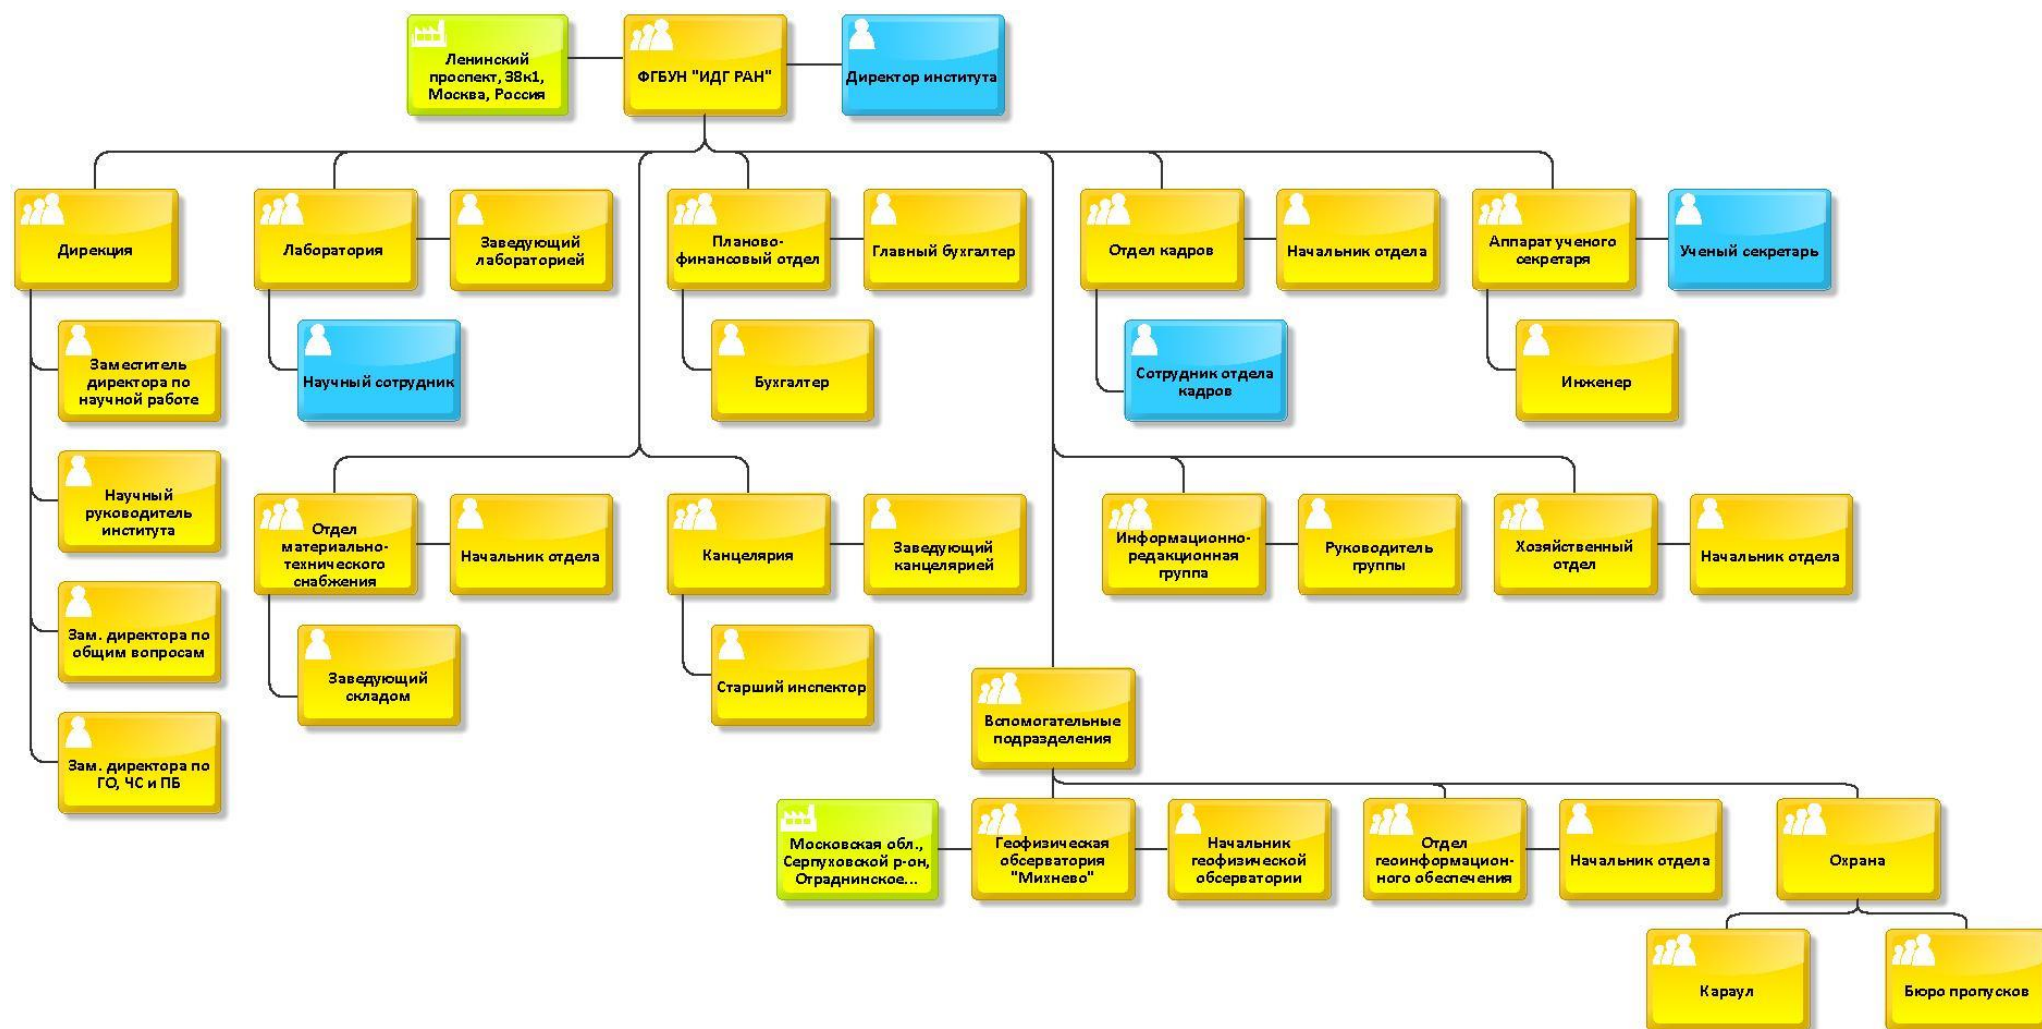 Ленинский
проспект, 38к1,
Москва, Россия
ФГБУН "ИДГ РАН"
Директор института
Дирекция
Лаборатория
Заведующий
лабораторией
Планово-
финансовый отдел
Главный бухгалтер
Отдел кадров
Начальник отдела
Аппарат ученого
секретаря
Ученый секретарь
Заместитель
директора по
научной работе
Научный сотрудник
Бухгалтер
Сотрудник отдела
кадров
Инженер
Научный
руководитель
института
Отдел
материально-
технического
снабжения
Начальник отдела
Канцелярия
Заведующий
канцелярией
Информационно-
редакционная
группа
Руководитель
группы
Хозяйственный
отдел
Начальник отдела
Зам. директора по
общим вопросам
Заведующий
складом
Старший инспектор
Вспомогательные
подразделения
Зам. директора по
ГО, ЧС и ПБ
Московская обл.,
Серпуховской р-он,
Отраднинское...
Геофизическая
обсерватория
"Михнево"
Начальник
геофизической
обсерватории
Отдел
геоинформацион-
ного обеспечения
Начальник отдела
Охрана
Караул
Бюро пропусков